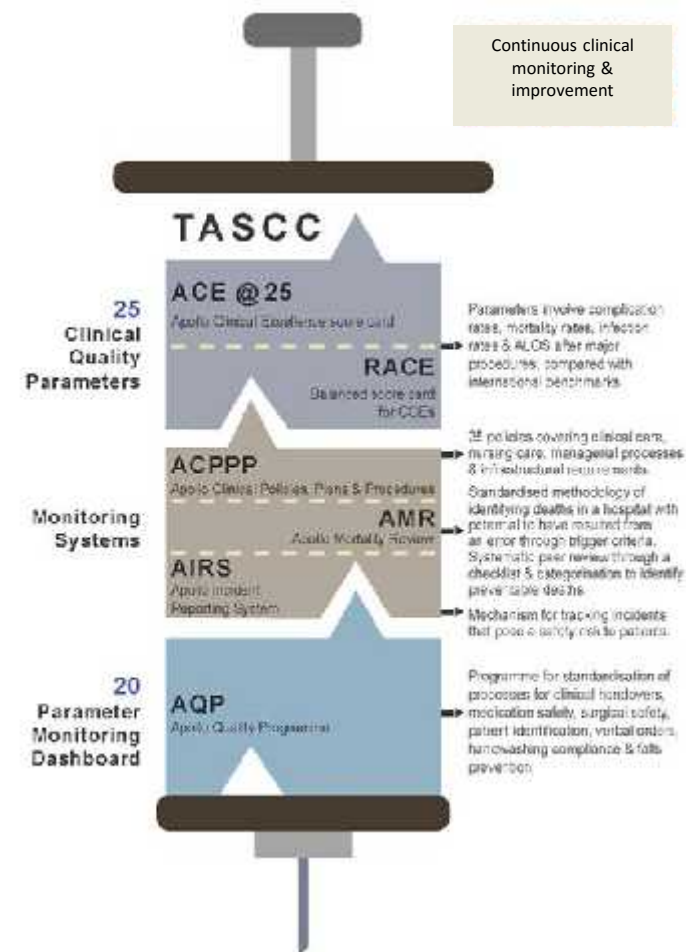 Continuous clinical
monitoring &
improvement
TASCC
25
Clinical
Quality
Parameters
ACE @ 25
Apollo Clinical Excellence score card
RACE
Balanced score card
for COEs
Parameters involve complication
rates, mortality rates, infection
rates & ALOS after major
procedures, compared with
international benchmarks
Monitoring
Systems
ACPPP
Apollo Clinical Policies, Plans & Procedures
AMR
Apollo Mortality Review
AIRS
Apollo Incident
Reporting System
policies covering clinical care,
nursing care, managerial processes
& infrastructural requirements.
Standardised methodology of
identifying deaths in a hospital with
potential to have resulted from
an error through trigger criteria.
Systematic peer review through a
checklist & categorisation to identify
preventable deaths
Mechanism for tracking incidents
that pose a safety risk to patients.
20
Parameter
Monitoring
Dashboard
AQP
Apollo Quality Programme
Programme for standardisation of
processes for clinical handovers,
medication safety, surgical safety,
patient identification, verbal orders,
handwashing compliance & falls
prevention